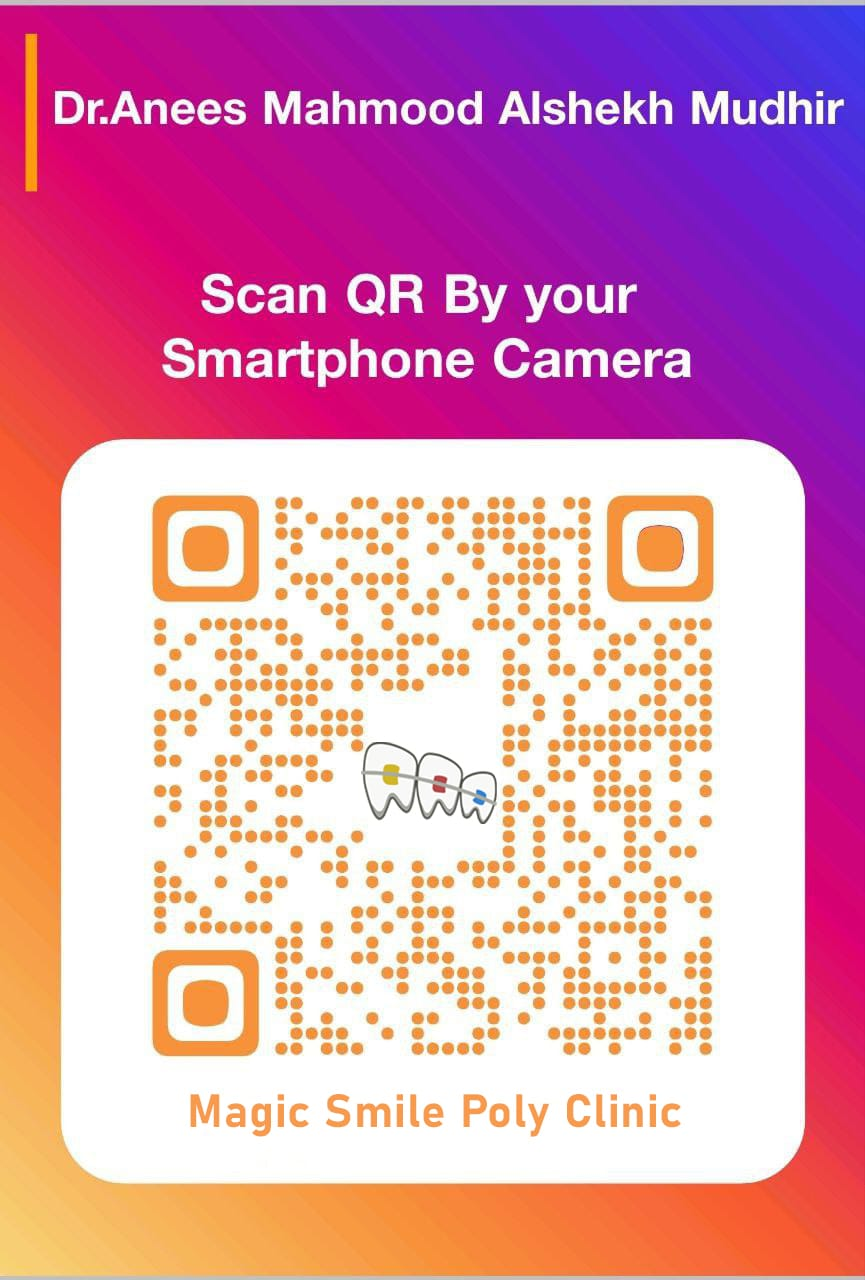 Dr.Anees Mahmood Alshekh Mudhir
Scan QR By your
Smartphone Camera
Magic Smile Poly Clinic